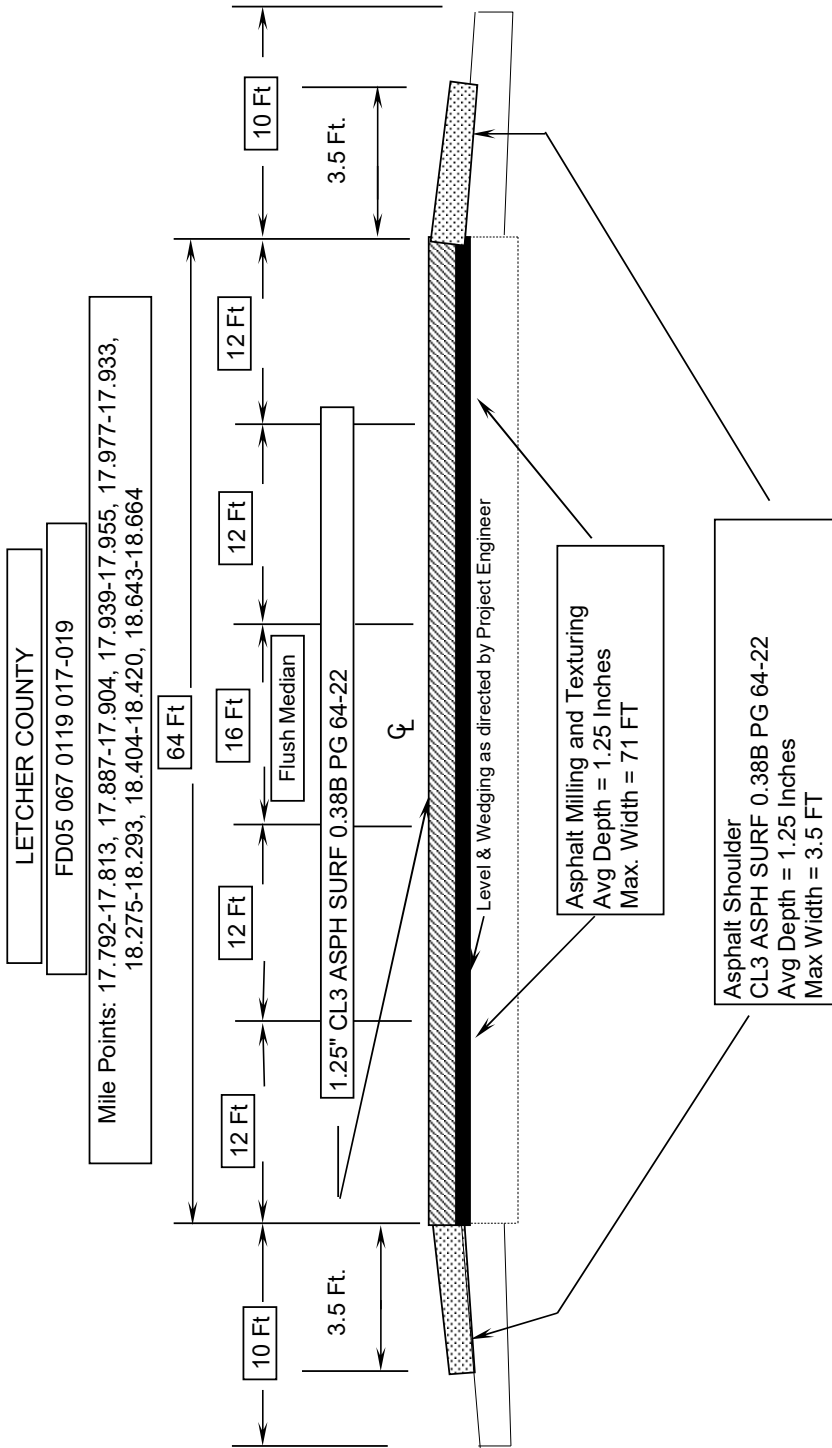 LETCHER COUNTY
FD05 067 0119 017-019
Mile Points: 17.792-17.813, 17.887-17.904, 17.939-17.955, 17.977-17.933,
18.275-18.293, 18.404-18.420, 18.643-18.664
64 Ft
10 Ft
12 Ft
12 Ft
16 Ft
12 Ft
12 Ft
10 Ft
Flush Median
3.5 Ft.
1.25" CL3 ASPH SURF 0.38B PG 64-22
3.5 Ft.
CL
Level & Wedging as directed by Project Engineer
Asphalt Milling and Texturing
Avg Depth = 1.25 Inches
Max. Width = 71 FT
Asphalt Shoulder
CL3 ASPH SURF 0.38B PG 64-22
Avg Depth = 1.25 Inches
Max Width = 3.5 FT